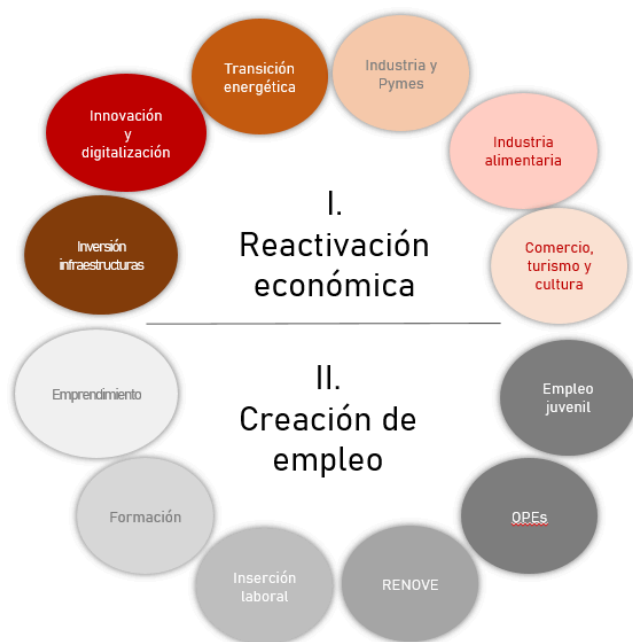 Transición
energética
Industria y
Pymes
Innovación
y
digitalización
Industria
alimentaria
I.
Reactivación
económica
Inversión
infraestructuras
Comercio,
turismo y
cultura
II.
Creación de
empleo
Emprendimiento
Empleo
juvenil
Formación
OPEs
Inserción
laboral
RENOVE